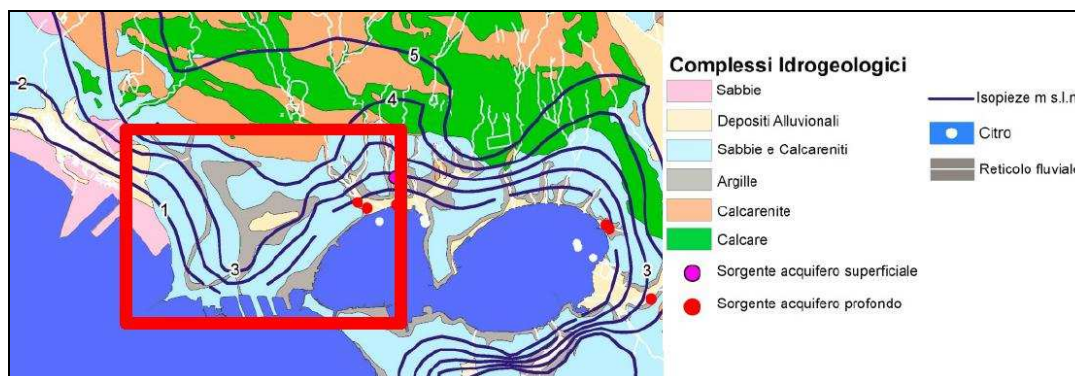 5
4
2
1
3
3
Complessi Idrogeologici
Sabbie
Depositi Alluvionali
Sabbie e Calcareniti
Argille
Calcarenite
Calcare
Sorgente acquifero superficiale
Sorgente acquifero profondo
Isopieze m s.l.n
Citro
Reticolo fluviale